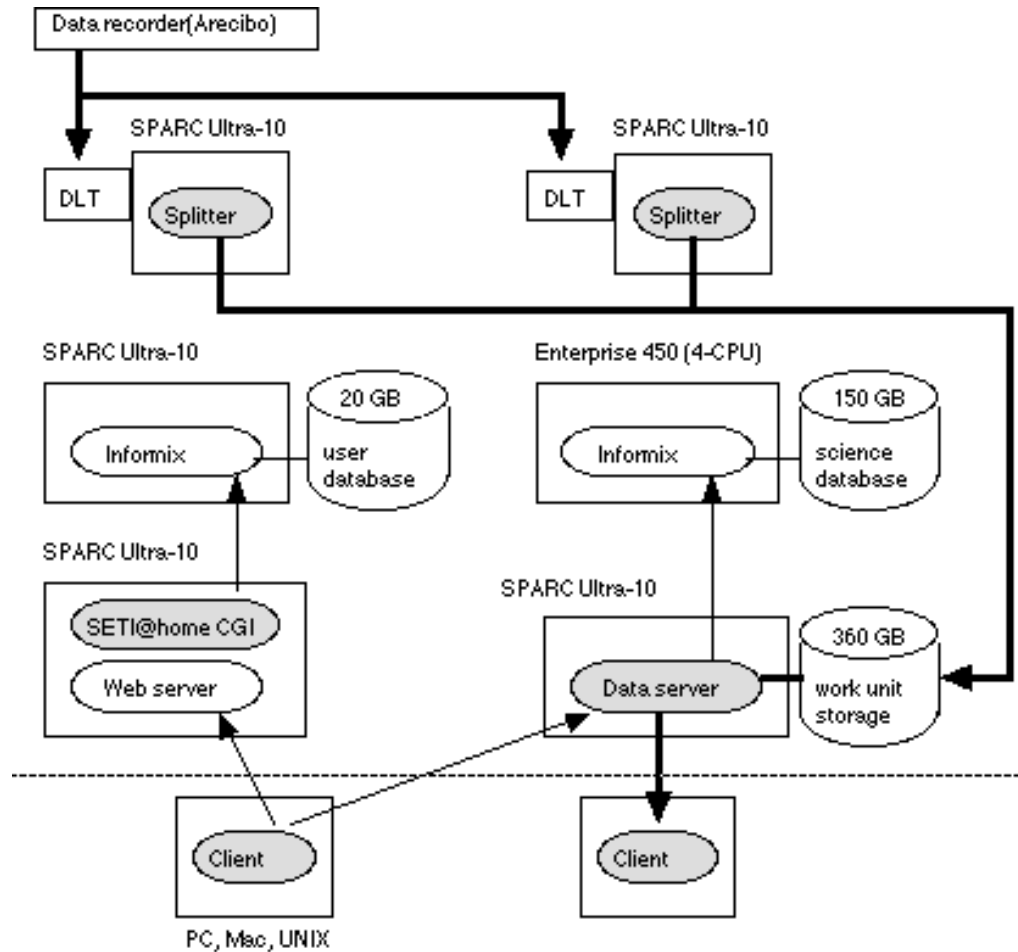 Data recorder(Arecibo)
SPARC Ultra-10
SPARC Ultra-10
DLT
Splitter
DLT
Splitter
SPARC Ultra-10
Enterprise 450 (4-CPU)
20 GB
150 GB
Informix
user
database
Informix
science
database
SPARC Ultra-10
SPARC Ultra-10
SETI@home CGI
360 GB
Web server
Data server
work unit
storage
Client
Client
PC, Mac, UNIX